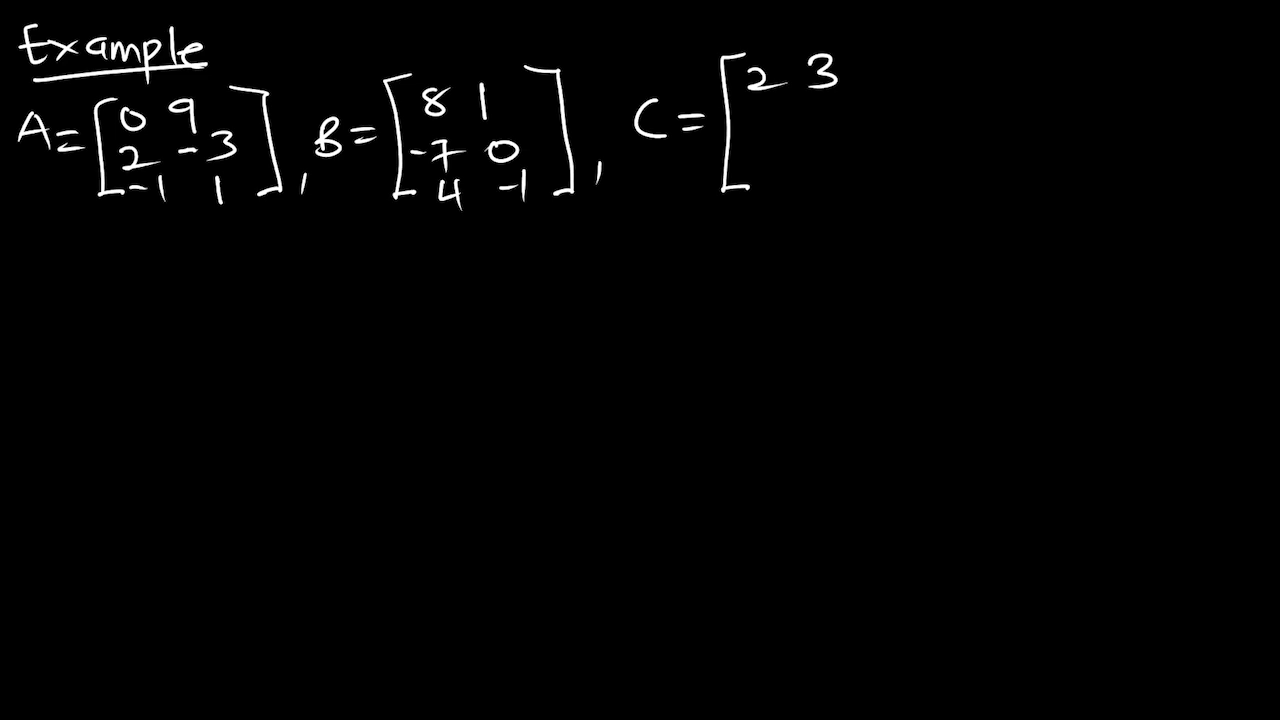 Example
A = [0 9
2 -3
-1 1], B = [8 1
-7 0
4 -1], C = [2 3